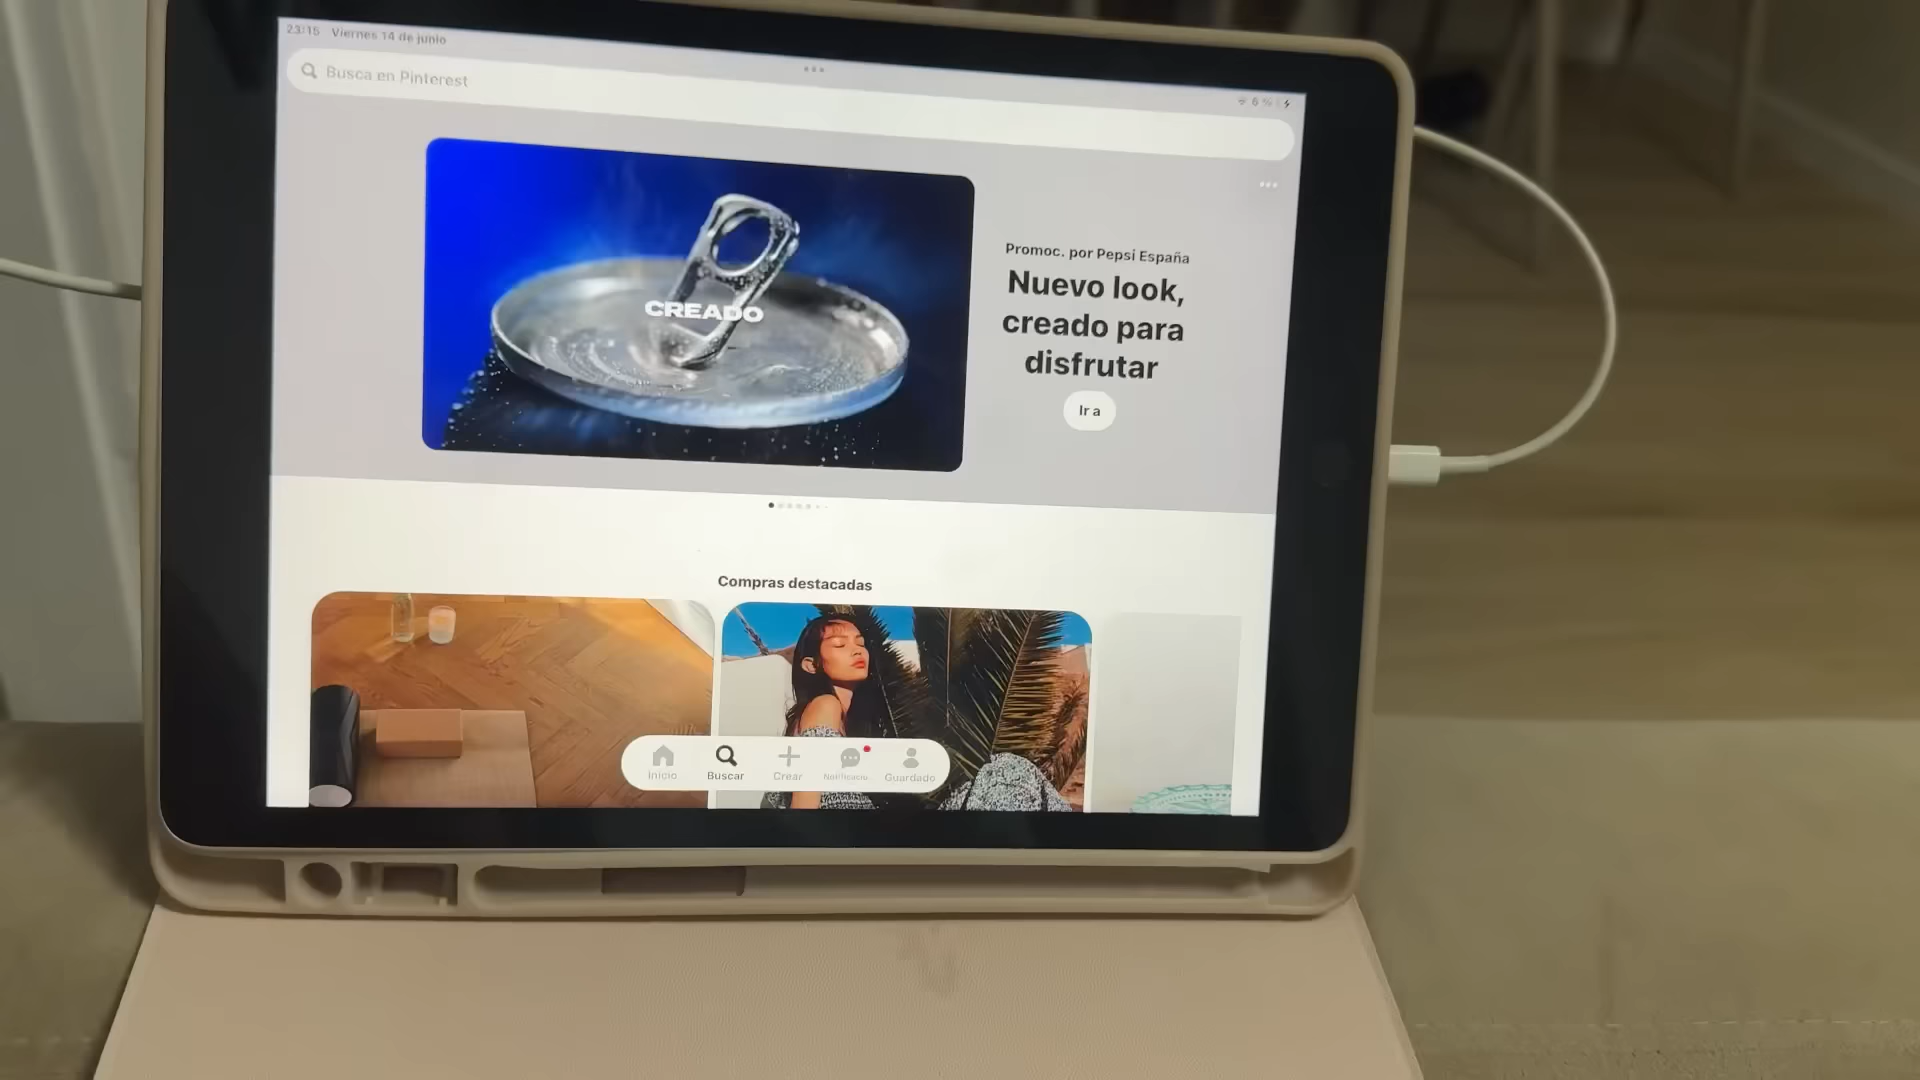 23:15 Viernes 14 de junio
6 %
Busca en Pinterest
CREADO
Promoc. por Pepsi España
Nuevo look,
creado para
disfrutar
Ir a
Compras destacadas
Inicio
Buscar
Crear
Guardado